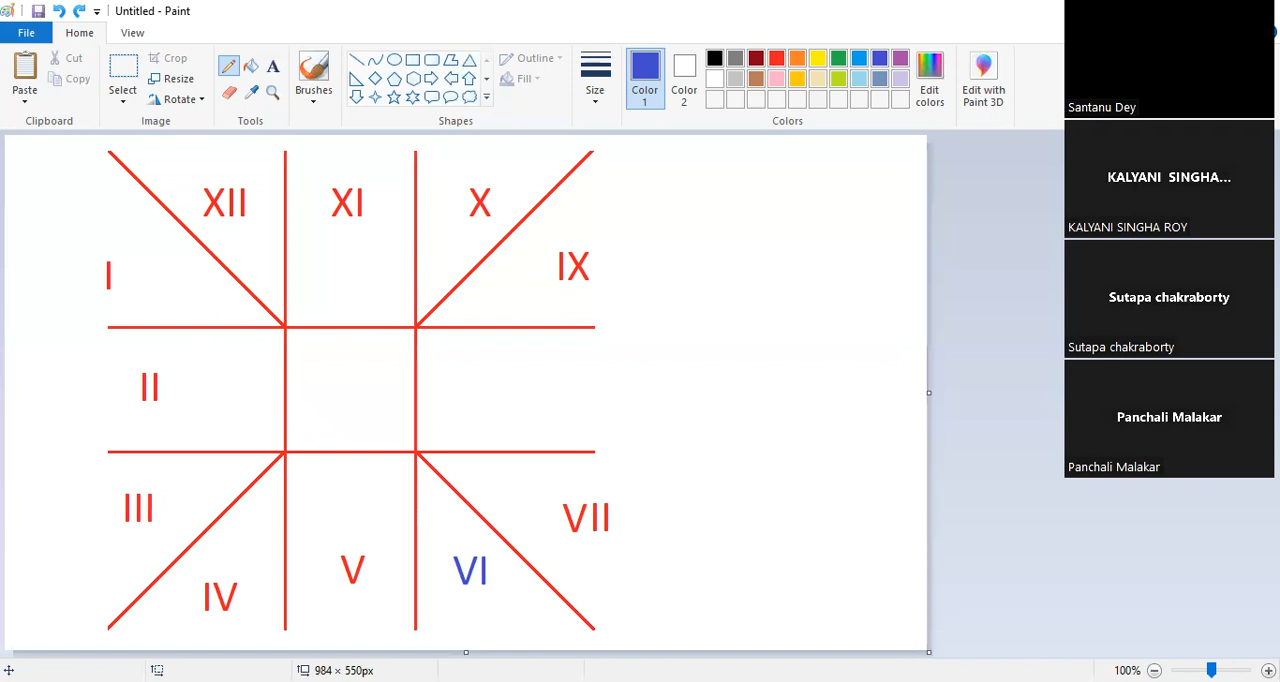 Untitled - Paint
File
Home
View
Paste
Cut
Copy
Clipboard
Select
Crop
Resize
Rotate
Image
A
Tools
Brushes
Outline
Fill
Shapes
Size
Color 1
Color 2
Edit colors
Colors
Edit with Paint 3D
XII
XI
X
I
IX
II
III
VII
IV
V
VI
984 × 550px
100%
Santanu Dey
KALYANI SINGHA...
KALYANI SINGHA ROY
Sutapa chakraborty
Sutapa chakraborty
Panchali Malakar
Panchali Malakar